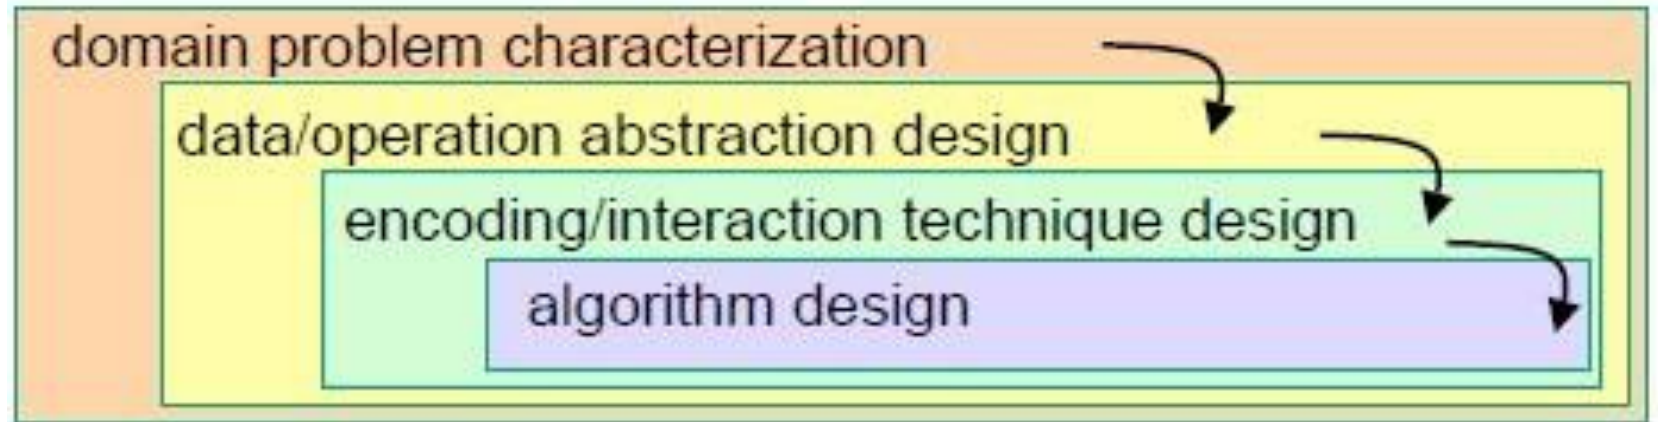 domain problem characterization
data/operation abstraction design
encoding/interaction technique design
algorithm design